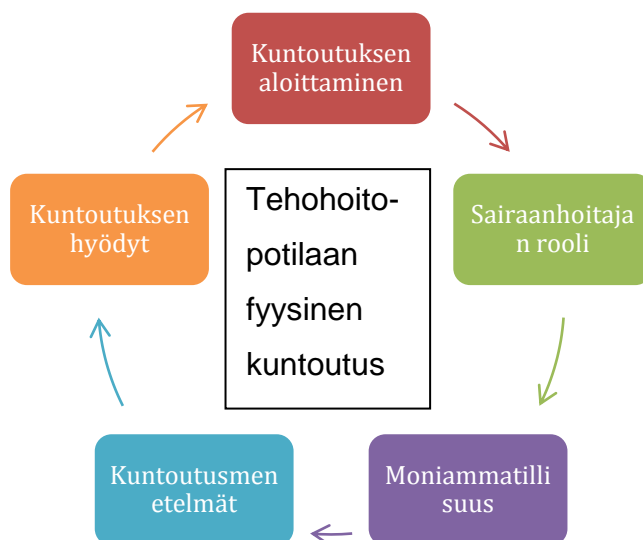 Kuntoutuksen
aloittaminen
Sairaanhoitaja
n rooli
Moniammatilli
suus
Kuntoutusmen
etelmät
Kuntoutuksen
hyödyt
Tehohoito-
potilaan
fyysinen
kuntoutus